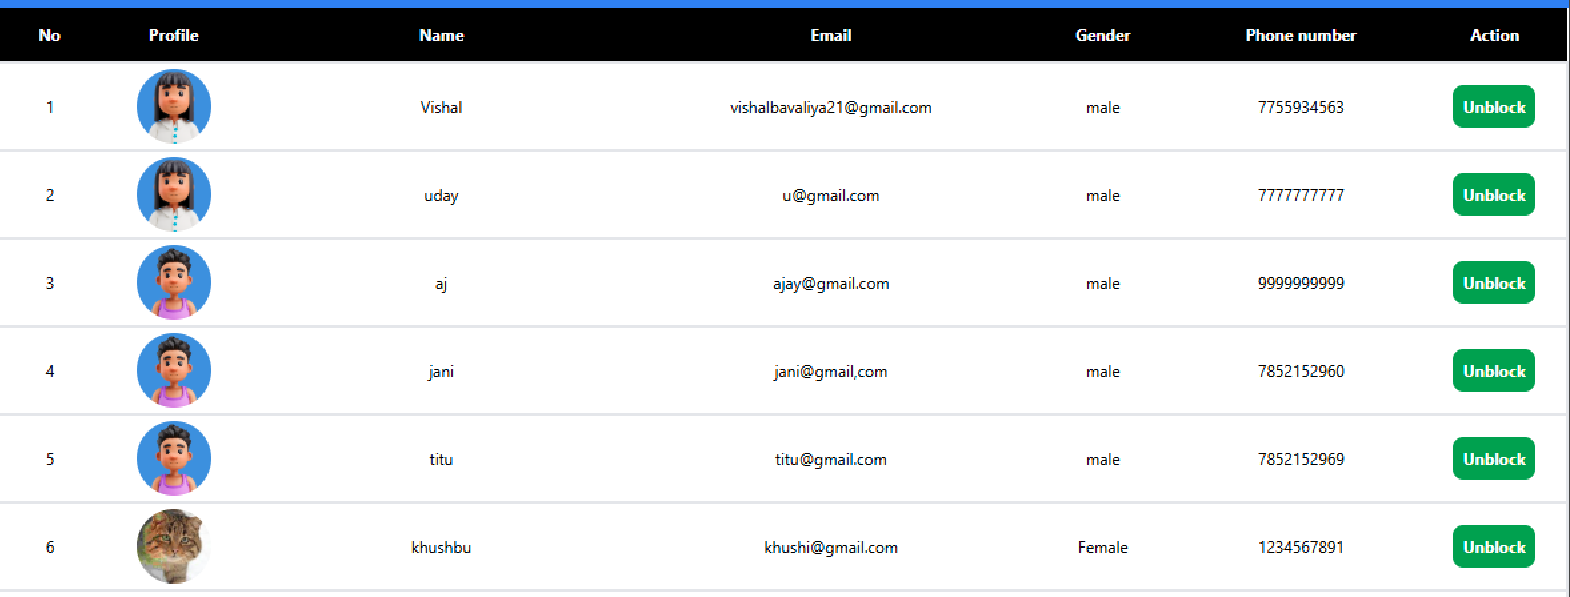 No Profile Name Email Gender Phone number Action
1 Vishal vishalbavaliya21@gmail.com male 7755934563 Unblock
2 uday u@gmail.com male 7777777777 Unblock
3 aj ajay@gmail.com male 9999999999 Unblock
4 jani jani@gmail,com male 7852152960 Unblock
5 titu titu@gmail.com male 7852152969 Unblock
6 khushbu khushi@gmail.com Female 1234567891 Unblock